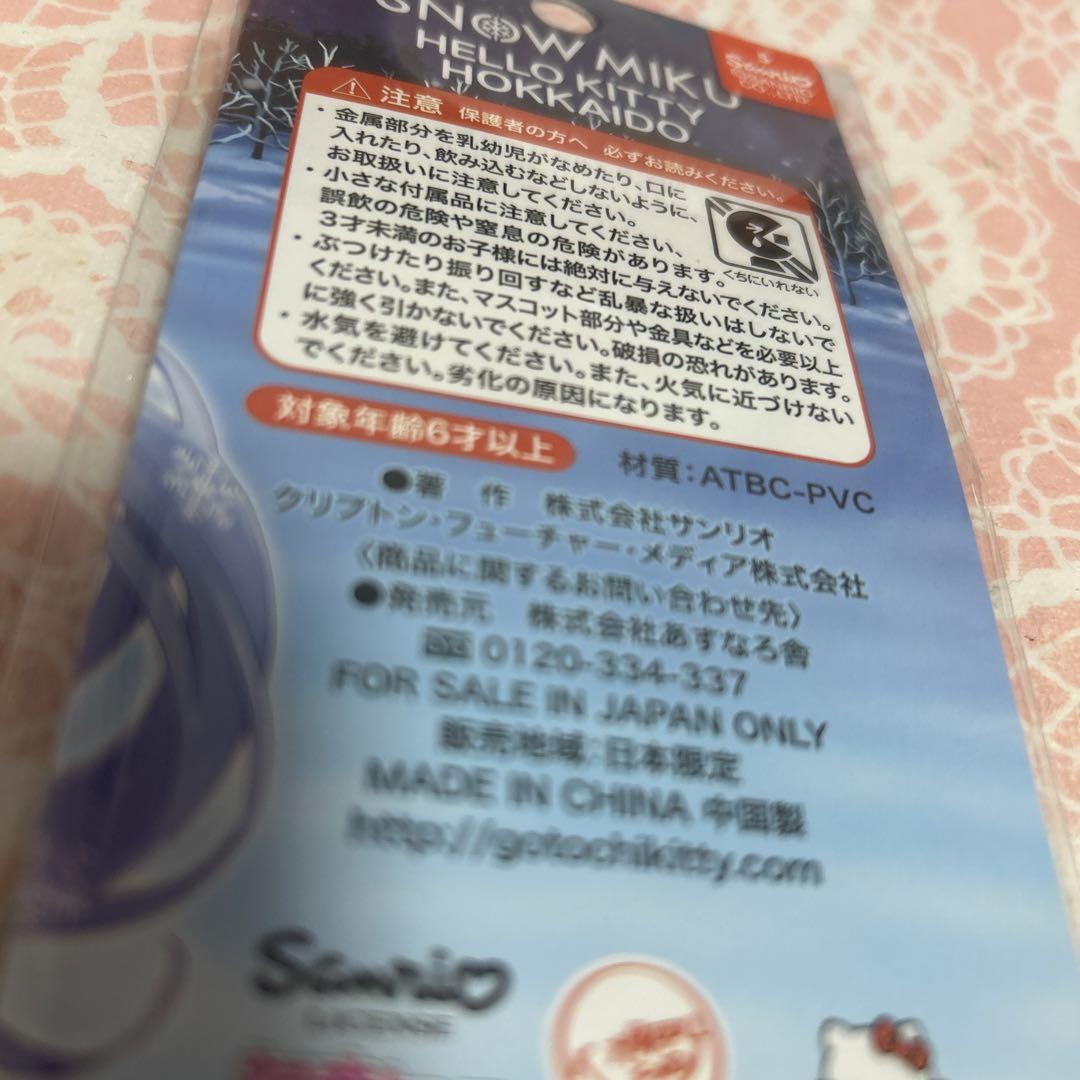 SNOW MIKU
HELLO KITTY
HOKKAIDO
Sanrio
注意 保護者の方へ 必ずお読みください。
・金属部分を乳幼児がなめたり、口に
入れたり、飲み込むなどしないように、
お取扱いに注意してください。
・小さな付属品に注意してください、
誤飲の危険や窒息の危険があります。
3才未満のお子様には絶対に与えないでください。
くちにいれない
・ぶつけたり振り回すなど乱暴な扱いはしないで
ください。また、マスコット部分や金具などを必要以上
に強く引かないでください。破損の恐れがあります。
・水気を避けてください。また、火気に近づけない
でください。劣化の原因になります。
対象年齢6才以上
材質：ATBC-PVC
●著 作 株式会社サンリオ
クリプトン・フューチャー・メディア株式会社
〈商品に関するお問い合わせ先〉
●発売元 株式会社あすなろ舎
0120-334-337
FOR SALE IN JAPAN ONLY
販売地域：日本限定
MADE IN CHINA 中国製
http://gotochikitty.com
Sanrio
LICENSE